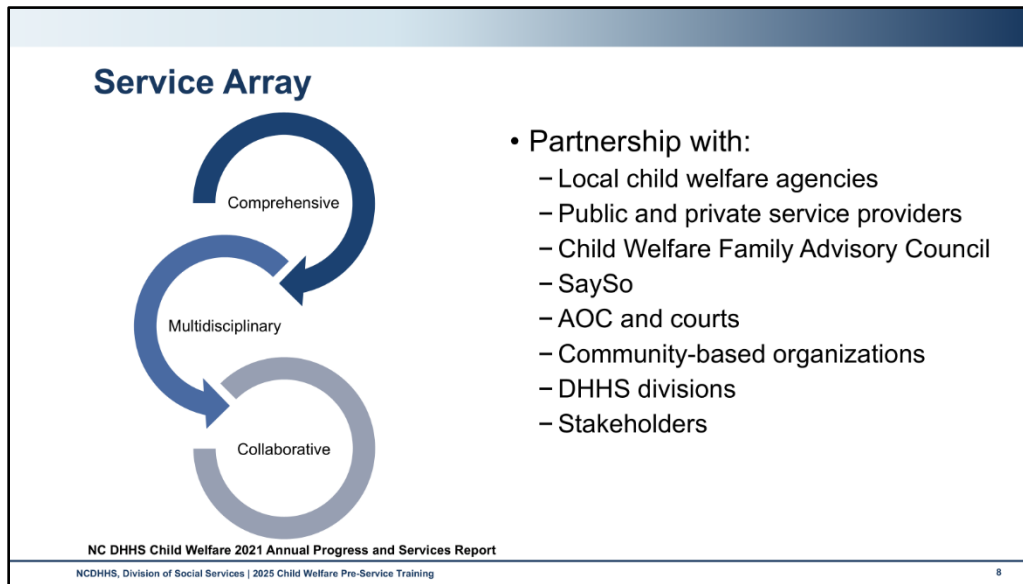 Service Array
Comprehensive
Multidisciplinary
Collaborative
• Partnership with:
– Local child welfare agencies
– Public and private service providers
– Child Welfare Family Advisory Council
– SaySo
– AOC and courts
– Community-based organizations
– DHHS divisions
– Stakeholders
NC DHHS Child Welfare 2021 Annual Progress and Services Report
NCDHHS, Division of Social Services | 2025 Child Welfare Pre-Service Training
8